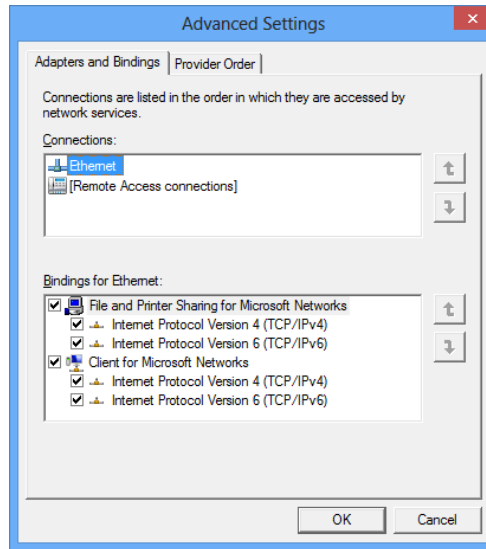 Advanced Settings
Adapters and Bindings
Provider Order
Connections are listed in the order in which they are accessed by
network services.
Connections:
Ethernet
[Remote Access connections]
Bindings for Ethernet:
File and Printer Sharing for Microsoft Networks
Internet Protocol Version 4 (TCP/IPv4)
Internet Protocol Version 6 (TCP/IPv6)
Client for Microsoft Networks
Internet Protocol Version 4 (TCP/IPv4)
Internet Protocol Version 6 (TCP/IPv6)
OK
Cancel